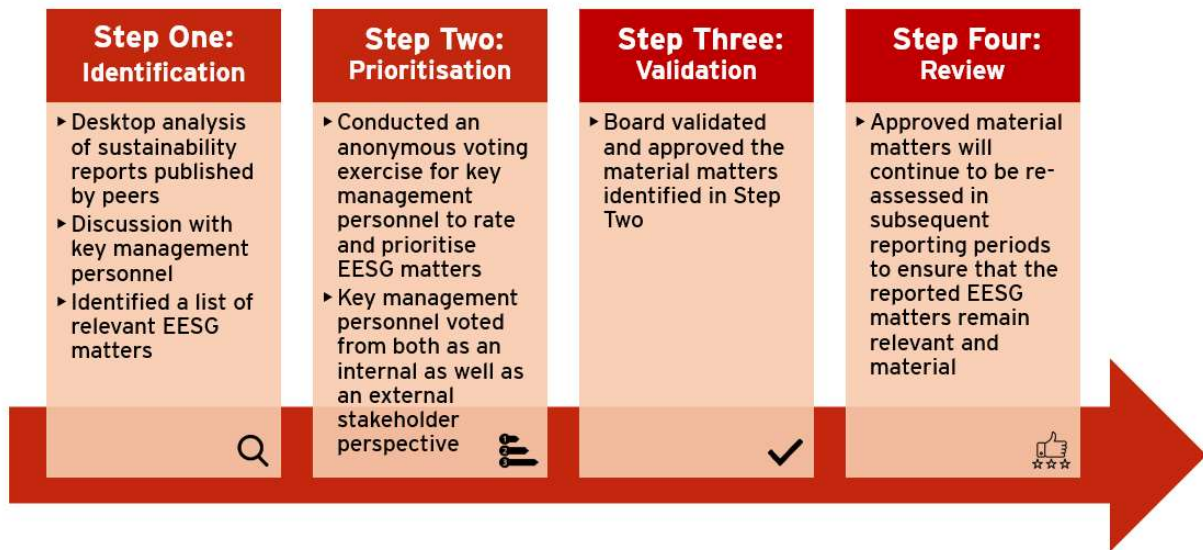 Step One:
Identification
▸ Desktop analysis
of sustainability
reports published
by peers
▸ Discussion with
key management
personnel
▸ Identified a list of
relevant EESG
matters
Step Two:
Prioritisation
▸ Conducted an
anonymous voting
exercise for key
management
personnel to rate
and prioritise
EESG matters
▸ Key management
personnel voted
from both as an
internal as well as
an external
stakeholder
perspective
1
2
3
Step Three:
Validation
▸ Board validated
and approved the
material matters
identified in Step
Two
Step Four:
Review
▸ Approved material
matters will
continue to be re-
assessed in
subsequent
reporting periods
to ensure that the
reported EESG
matters remain
relevant and
material